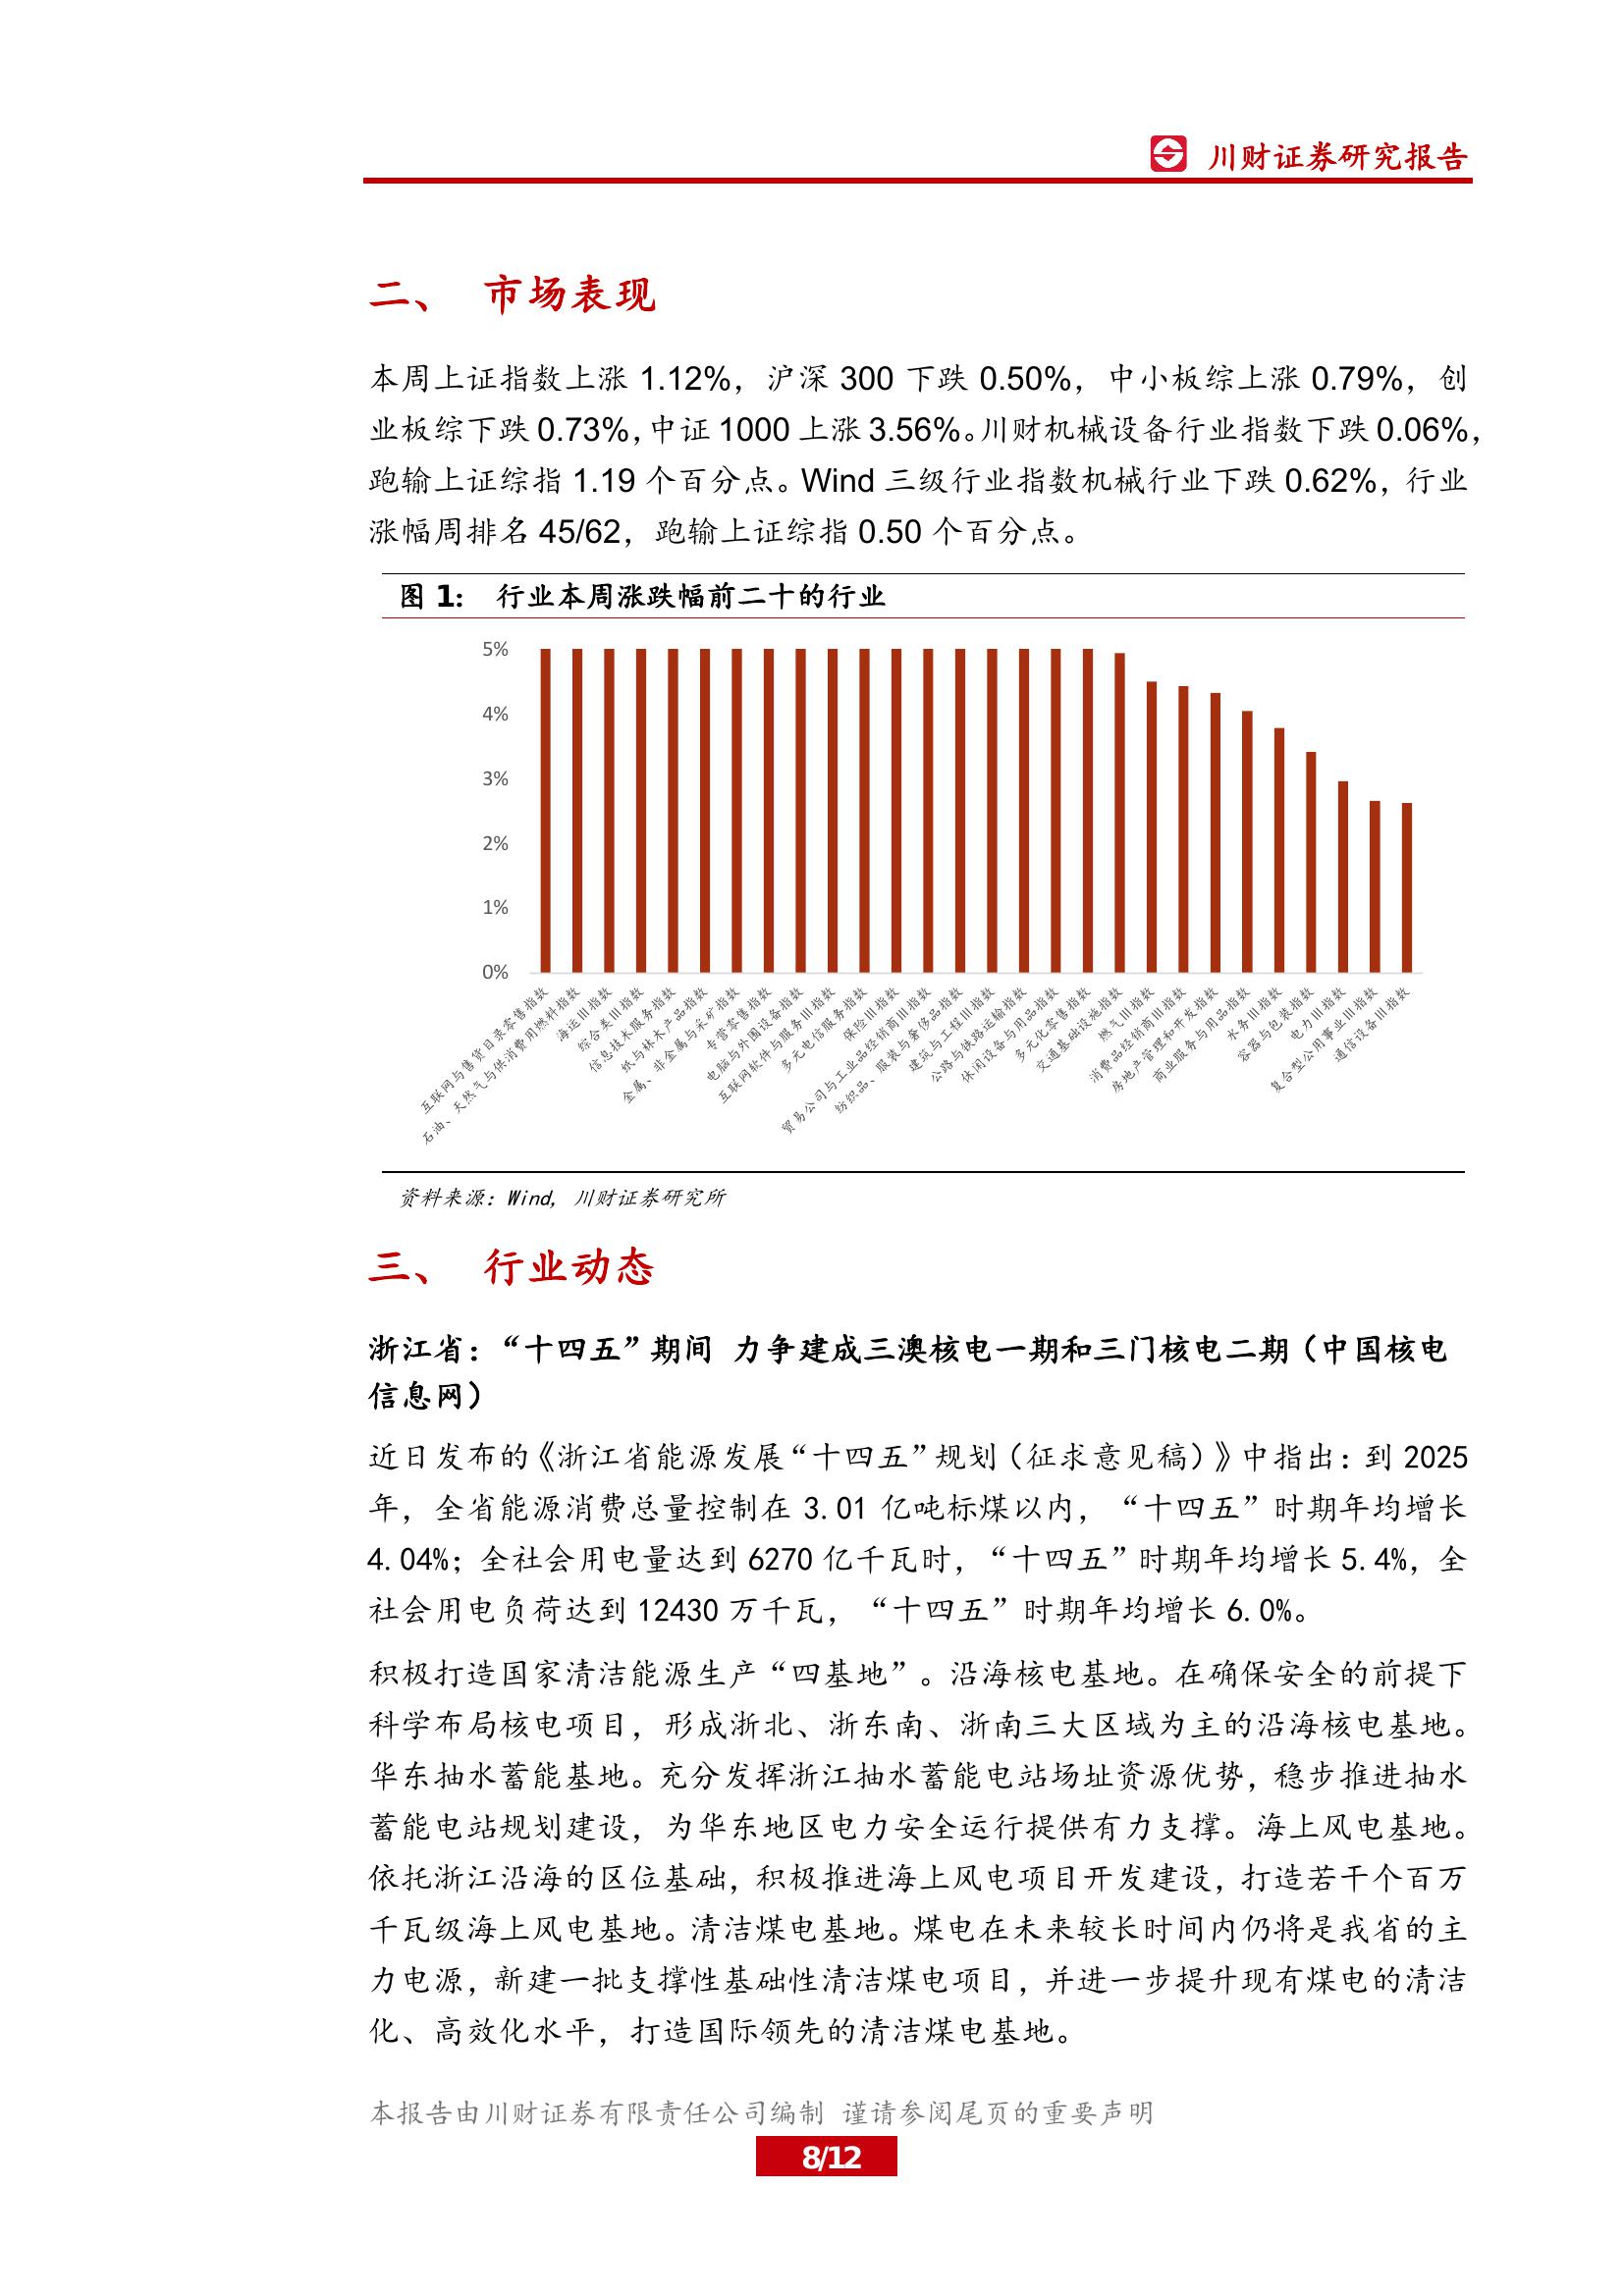 川财证券研究报告
二、 市场表现
本周上证指数上涨 1.12%，沪深 300 下跌 0.50%，中小板综上涨 0.79%，创
业板综下跌 0.73%，中证 1000 上涨 3.56%。川财机械设备行业指数下跌 0.06%，
跑输上证综指 1.19 个百分点。Wind 三级行业指数机械行业下跌 0.62%，行业
涨幅周排名 45/62，跑输上证综指 0.50 个百分点。
图 1： 行业本周涨跌幅前二十的行业
5%
4%
3%
2%
1%
0%
互联网与售货目录零售指数
石油、天然气与供消费用燃料指数
海运Ⅲ指数
综合类Ⅲ指数
信息技术服务指数
纸与林木产品指数
金属、非金属与采矿指数
专营零售指数
电脑与外围设备指数
互联网软件与服务Ⅲ指数
多元电信服务指数
保险Ⅲ指数
贸易公司与工业品经销商Ⅲ指数
纺织品、服装与奢侈品指数
建筑与工程Ⅲ指数
公路与铁路运输指数
休闲设备与用品指数
多元化零售指数
交通基础设施指数
燃气Ⅲ指数
消费品经销商Ⅲ指数
房地产管理和开发指数
商业服务与用品指数
水务Ⅲ指数
容器与包装指数
电力Ⅲ指数
复合型公用事业Ⅲ指数
通信设备Ⅲ指数
资料来源：Wind, 川财证券研究所
三、 行业动态
浙江省：“十四五”期间 力争建成三澳核电一期和三门核电二期（中国核电
信息网）
近日发布的《浙江省能源发展“十四五”规划（征求意见稿）》中指出：到 2025
年，全省能源消费总量控制在 3.01 亿吨标煤以内，“十四五”时期年均增长
4.04%；全社会用电量达到 6270 亿千瓦时，“十四五”时期年均增长 5.4%，全
社会用电负荷达到 12430 万千瓦，“十四五”时期年均增长 6.0%。
积极打造国家清洁能源生产“四基地”。沿海核电基地。在确保安全的前提下
科学布局核电项目，形成浙北、浙东南、浙南三大区域为主的沿海核电基地。
华东抽水蓄能基地。充分发挥浙江抽水蓄能电站场址资源优势，稳步推进抽水
蓄能电站规划建设，为华东地区电力安全运行提供有力支撑。海上风电基地。
依托浙江沿海的区位基础，积极推进海上风电项目开发建设，打造若干个百万
千瓦级海上风电基地。清洁煤电基地。煤电在未来较长时间内仍将是我省的主
力电源，新建一批支撑性基础性清洁煤电项目，并进一步提升现有煤电的清洁
化、高效化水平，打造国际领先的清洁煤电基地。
本报告由川财证券有限责任公司编制 谨请参阅尾页的重要声明
8/12